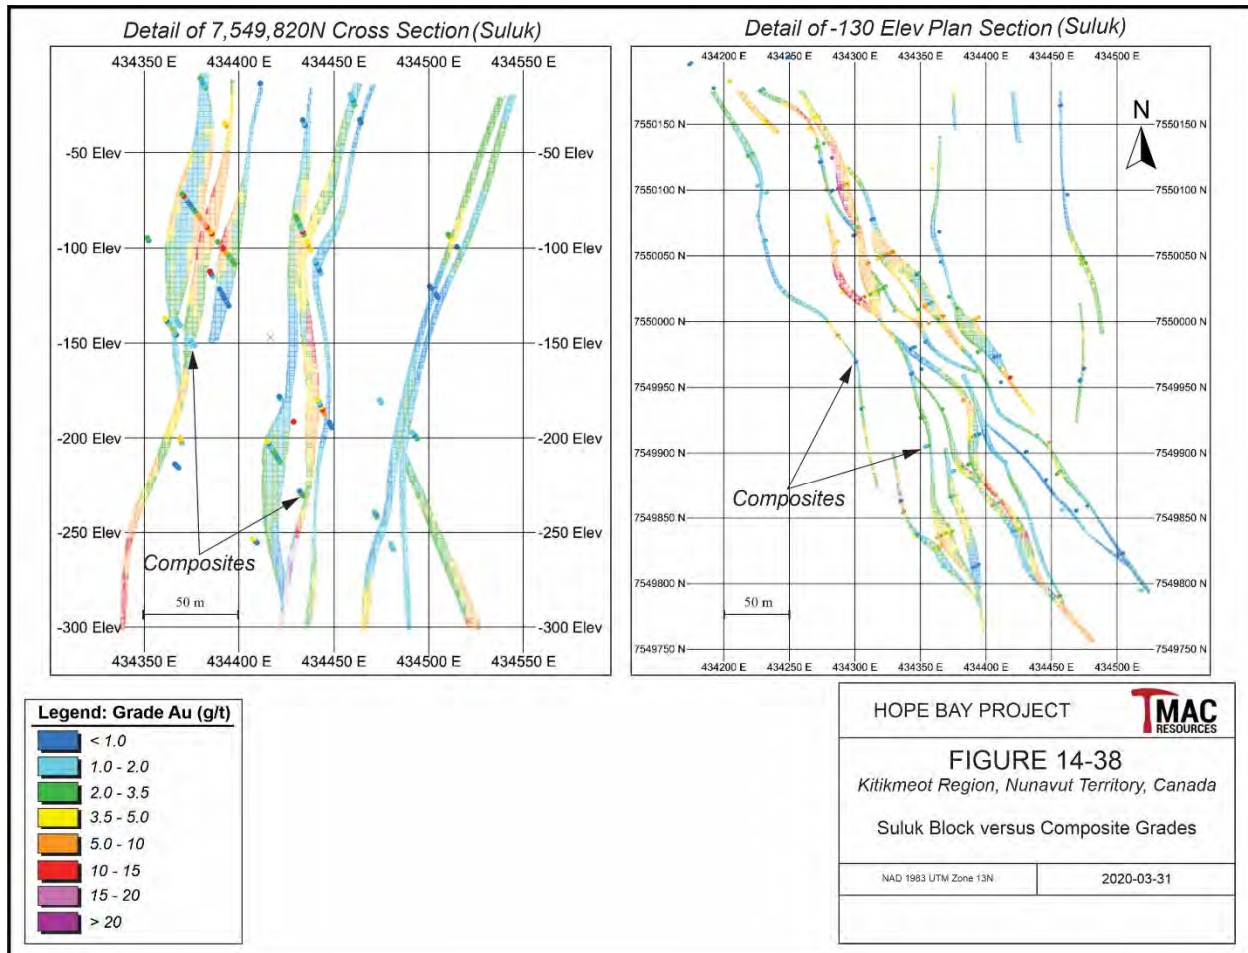 Detail of 7,549,820N Cross Section (Suluk)
434350 E 434400 E 434450 E 434500 E 434550 E
-50 Elev -50 Elev
-100 Elev -100 Elev
-150 Elev -150 Elev
-200 Elev -200 Elev
-250 Elev -250 Elev
Composites
50 m
-300 Elev -300 Elev
434350 E 434400 E 434450 E 434500 E 434550 E
Detail of -130 Elev Plan Section (Suluk)
434200 E 434250 E 434300 E 434350 E 434400 E 434450 E 434500 E
N
7550150 N 7550150 N
7550100 N 7550100 N
7550050 N 7550050 N
7550000 N 7550000 N
7549950 N 7549950 N
7549900 N 7549900 N
Composites
7549850 N 7549850 N
7549800 N 7549800 N
50 m
7549750 N 7549750 N
434200 E 434250 E 434300 E 434350 E 434400 E 434450 E 434500 E
Legend: Grade Au (g/t)
< 1.0
1.0 - 2.0
2.0 - 3.5
3.5 - 5.0
5.0 - 10
10 - 15
15 - 20
> 20
HOPE BAY PROJECT
TMAC
RESOURCES
FIGURE 14-38
Kitikmeot Region, Nunavut Territory, Canada
Suluk Block versus Composite Grades
NAD 1983 UTM Zone 13N
2020-03-31